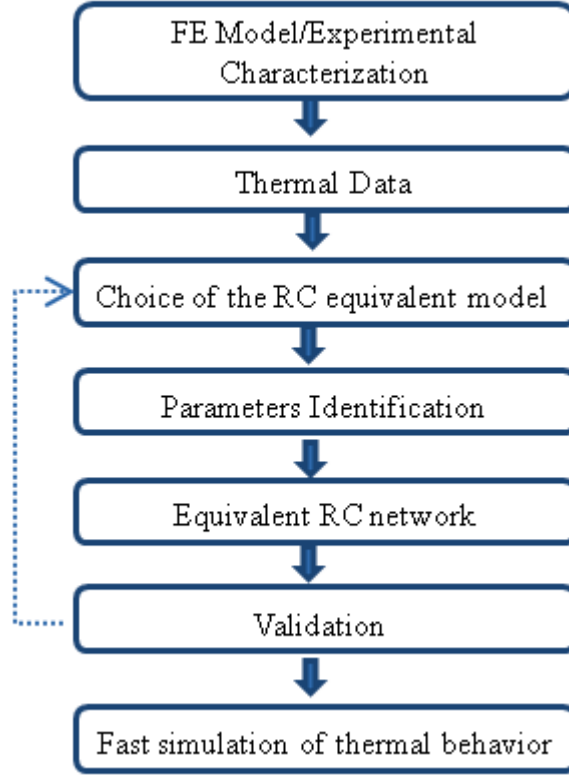 FE Model/Experimental
Characterization
Thermal Data
Choice of the RC equivalent model
Parameters Identification
Equivalent RC network
Validation
Fast simulation of thermal behavior